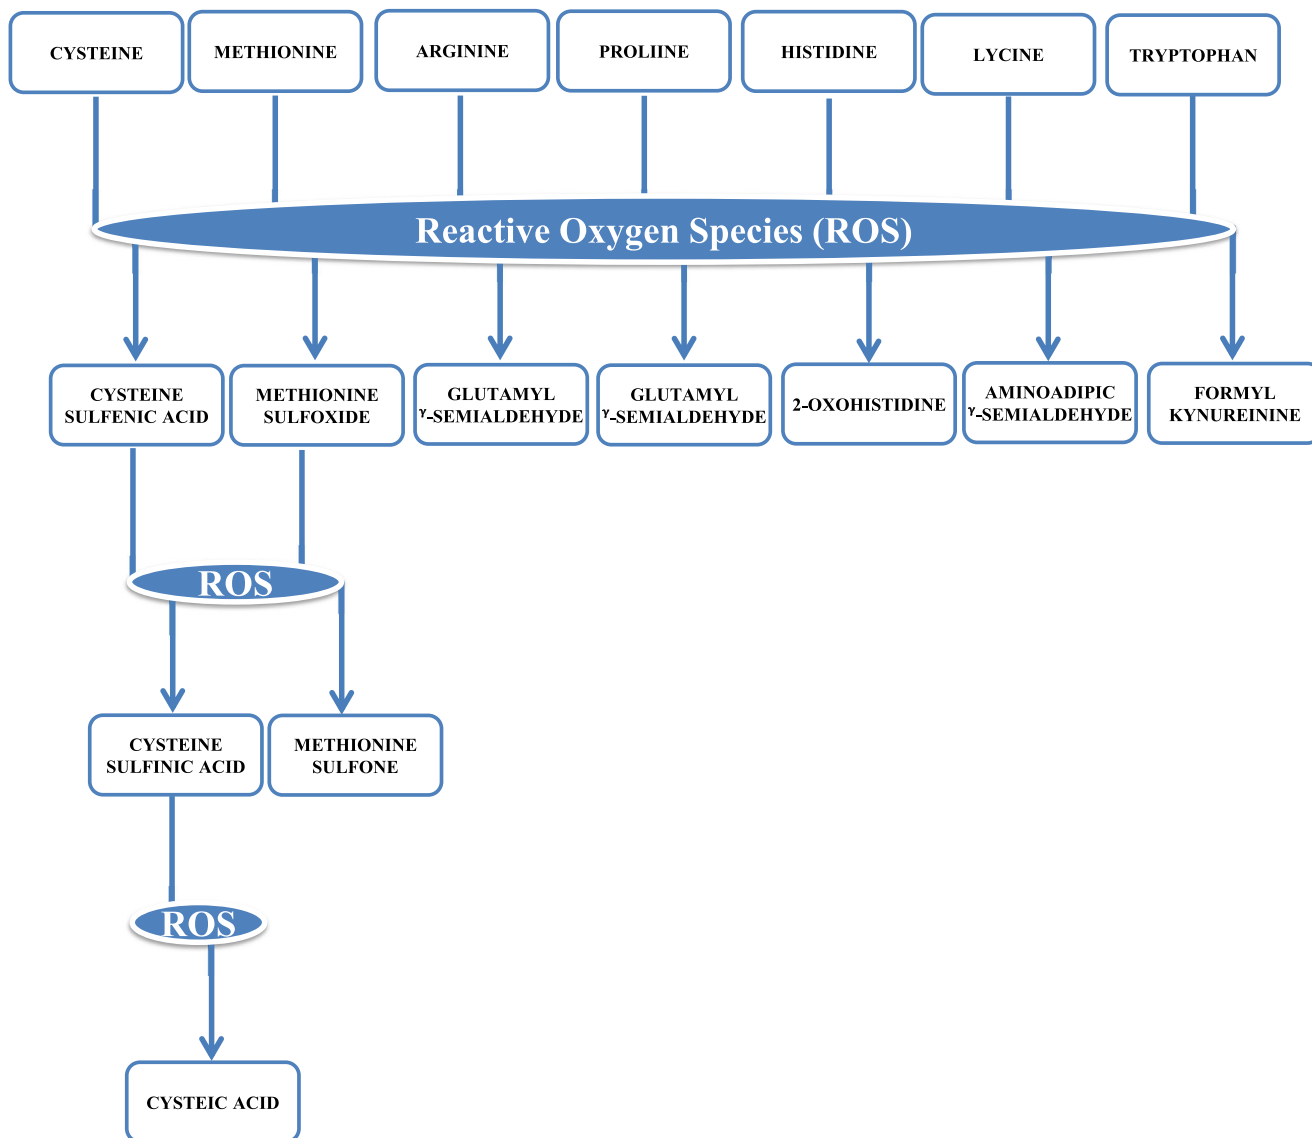 CYSTEINE
METHIONINE
ARGININE
PROLIINE
HISTIDINE
LYCINE
TRYPTOPHAN
Reactive Oxygen Species (ROS)
CYSTEINE
SULFENIC ACID
METHIONINE
SULFOXIDE
GLUTAMYL
γ-SEMIALDEHYDE
GLUTAMYL
γ-SEMIALDEHYDE
2-OXOHISTIDINE
AMINOADIPIC
γ-SEMIALDEHYDE
FORMYL
KYNUREININE
ROS
CYSTEINE
SULFINIC ACID
METHIONINE
SULFONE
ROS
CYSTEIC ACID